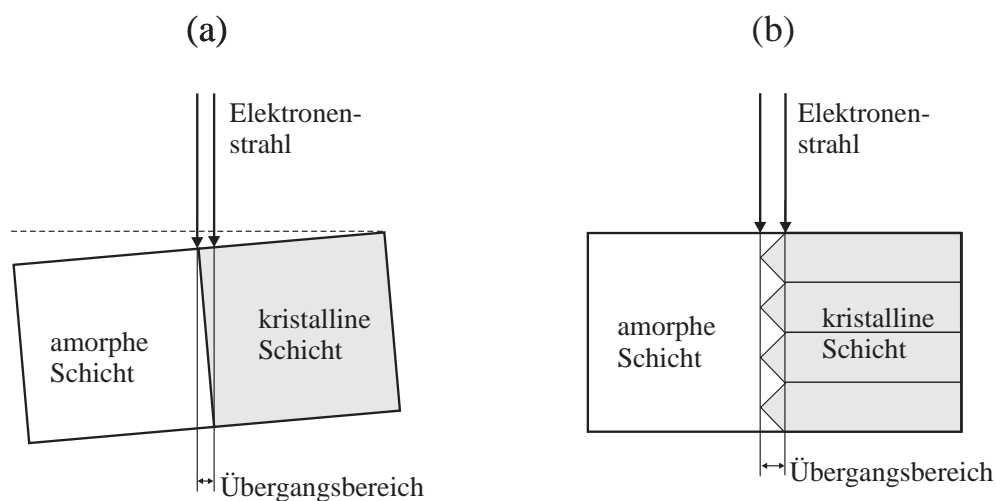 (a)
Elektronen-
strahl
amorphe
Schicht
kristalline
Schicht
Übergangsbereich
(b)
Elektronen-
strahl
amorphe
Schicht
kristalline
Schicht
Übergangsbereich